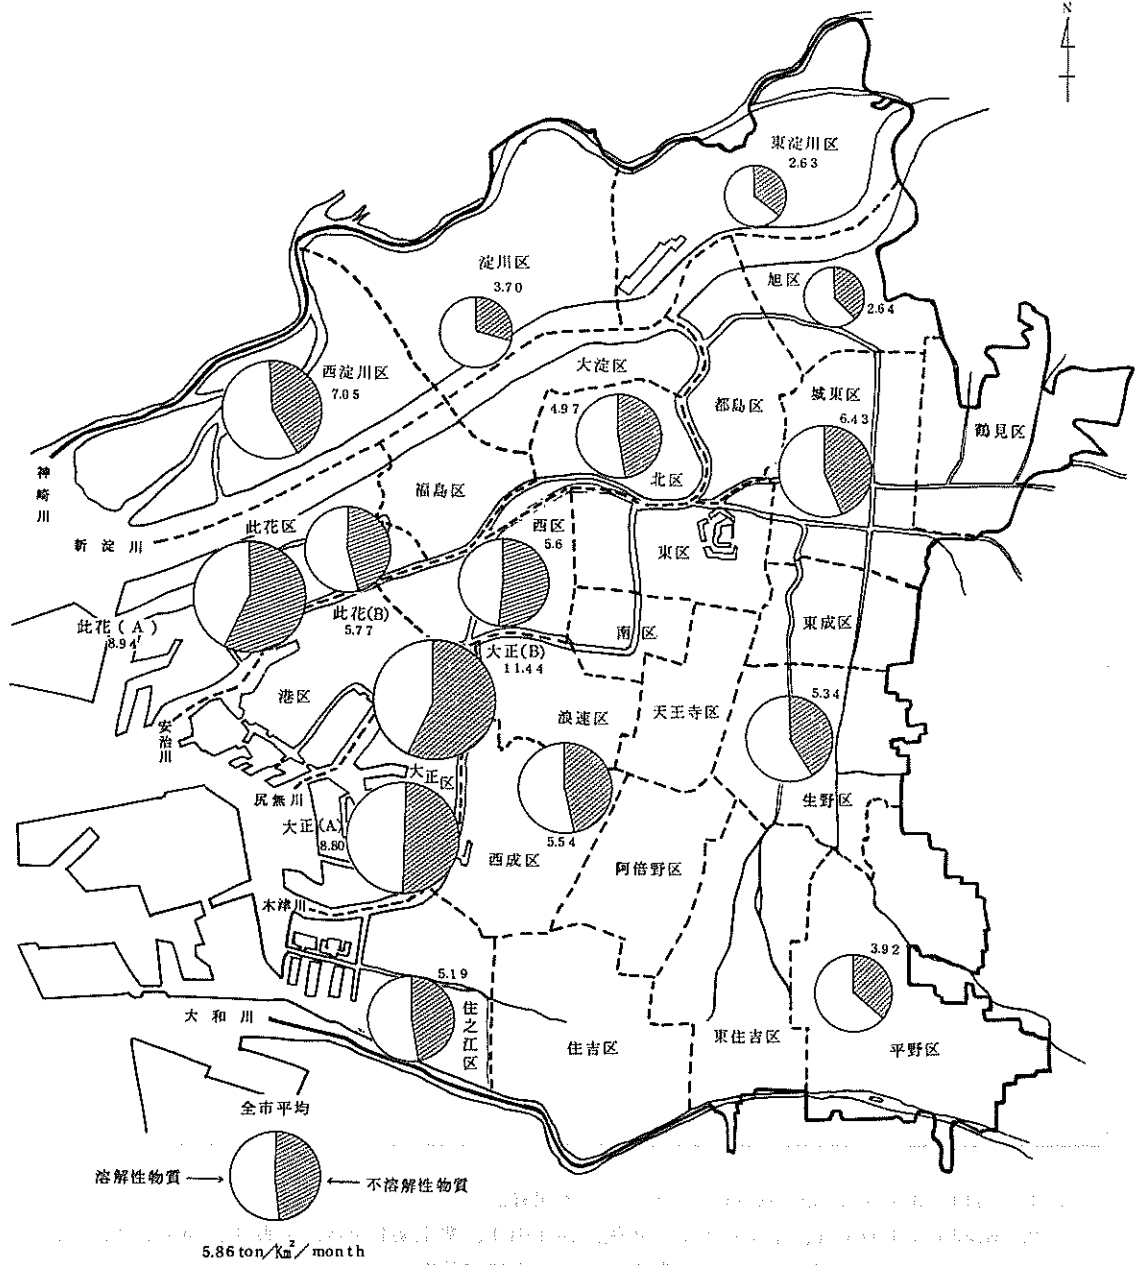 N
東淀川区
2.63
淀川区
3.70
旭区
2.64
西淀川区
7.05
大淀区
4.97
北区
都島区
城東区
6.43
鶴見区
神崎川
新淀川
福島区
此花区
西区
5.6
東区
此花(A)
8.94
此花(B)
5.77
大正(B)
11.44
南区
東成区
港区
安治川
浪速区
天王寺区
5.34
生野区
大正区
尻無川
大正(A)
8.80
5.54
西成区
阿倍野区
木津川
5.19
住之江区
3.92
大和川
住吉区
東住吉区
平野区
全市平均
溶解性物質
不溶解性物質
5.86 ton/Km²/month